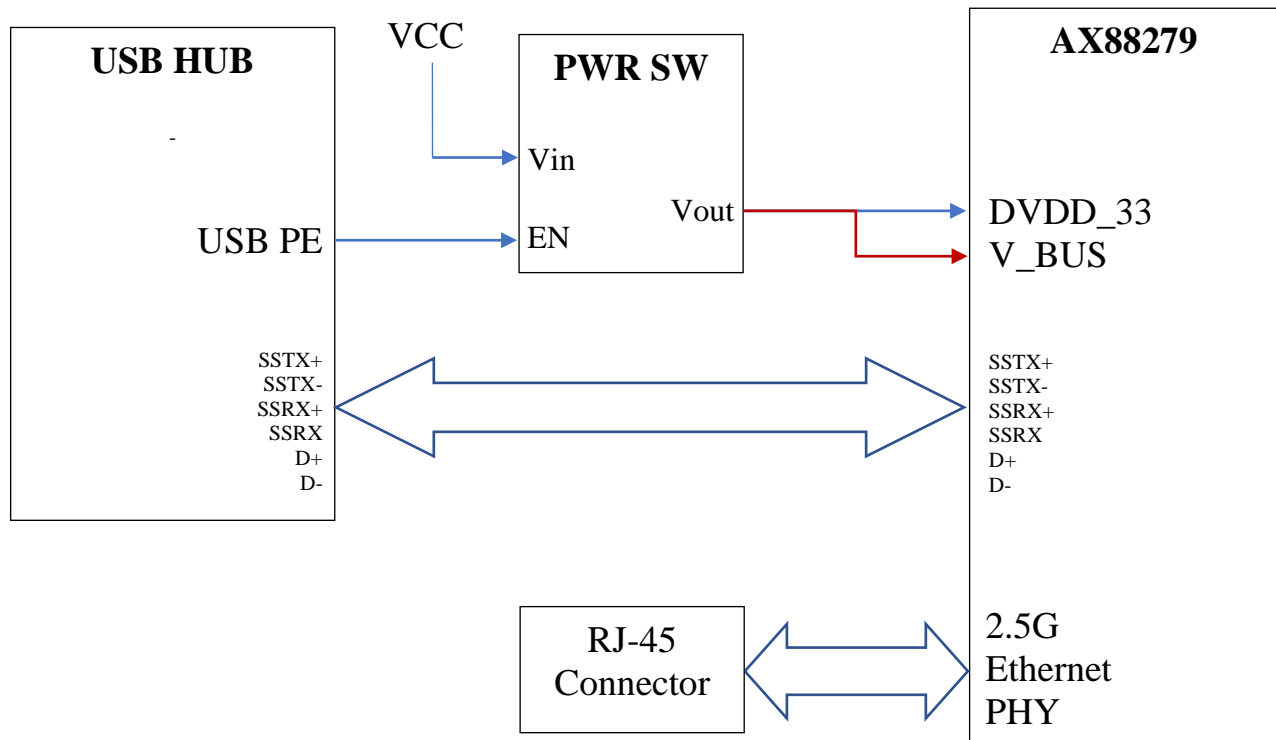 USB HUB
-
USB PE
SSTX+
SSTX-
SSRX+
SSRX
D+
D-
VCC
PWR SW
Vin
Vout
EN
AX88279
DVDD_33
V_BUS
SSTX+
SSTX-
SSRX+
SSRX
D+
D-
RJ-45
Connector
2.5G
Ethernet
PHY